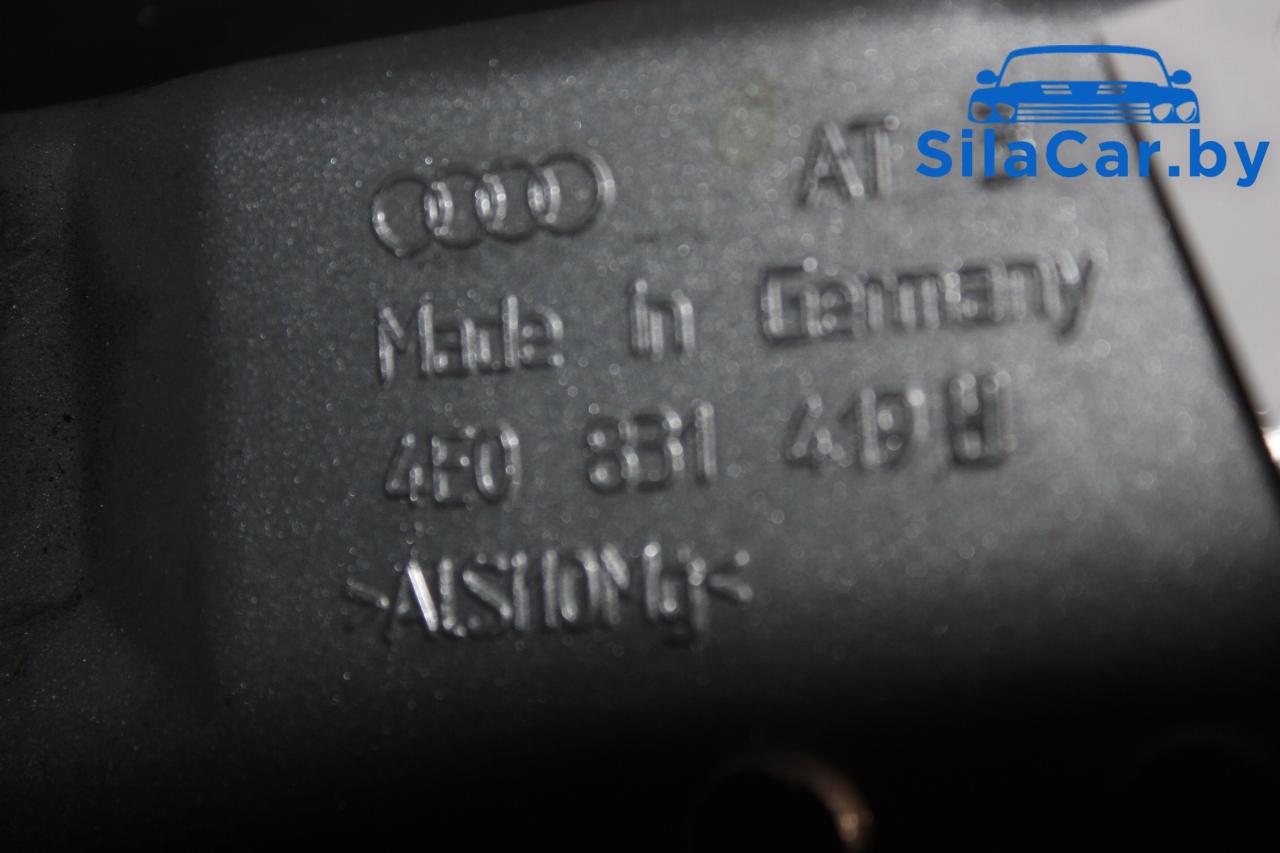 SilaCar.by
AT
Made in Germany
4E0 831 419 H
>AlSi10Mg<